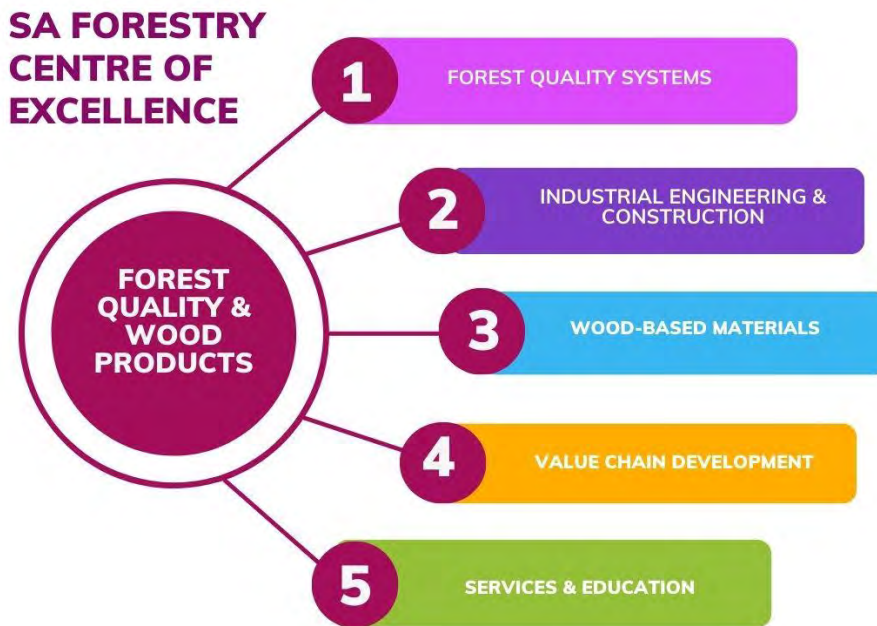 SA FORESTRY
CENTRE OF
EXCELLENCE
1
FOREST QUALITY SYSTEMS
2
INDUSTRIAL ENGINEERING &
CONSTRUCTION
FOREST
QUALITY &
WOOD
PRODUCTS
3
WOOD-BASED MATERIALS
4
VALUE CHAIN DEVELOPMENT
5
SERVICES & EDUCATION